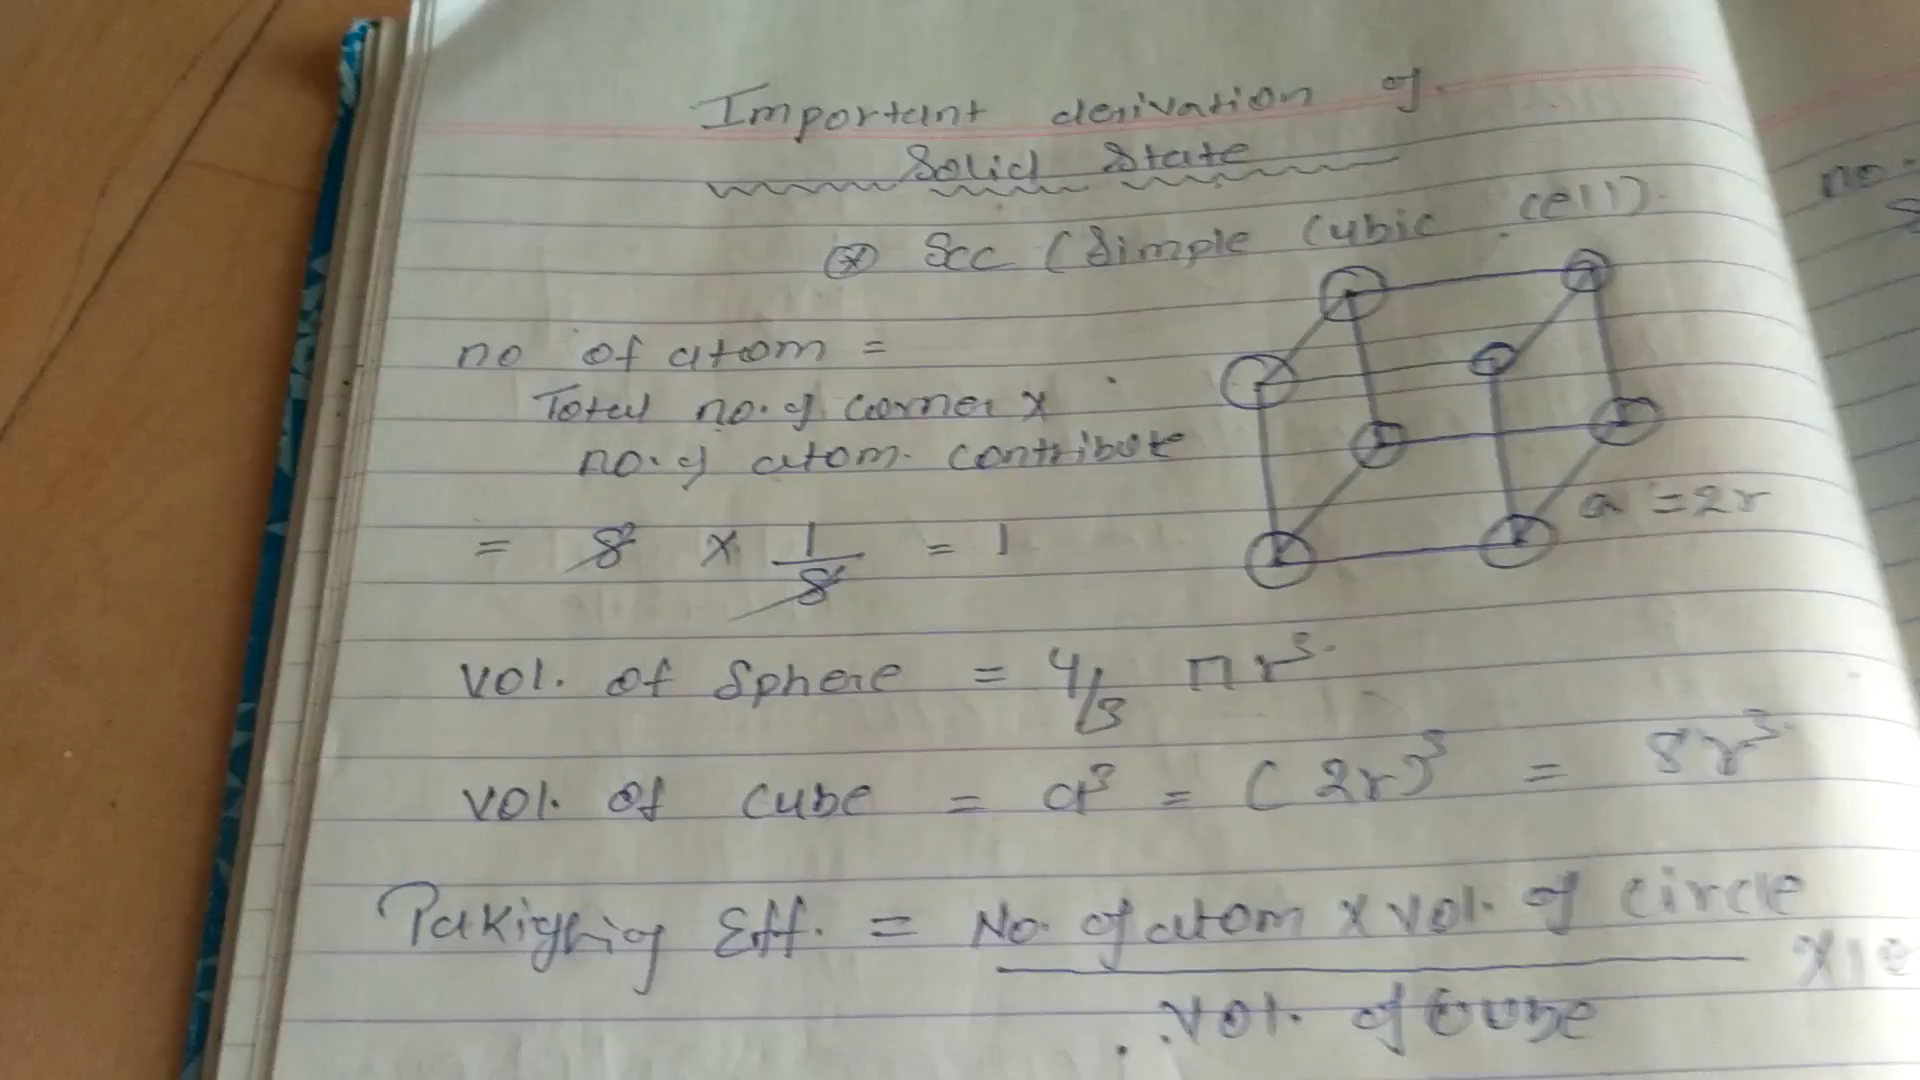 Important derivation of
Solid State
⊛ Scc (Simple Cubic cell).
no of atom =
Total no. of corner x
no. of atom. contribute
= 8 x 1/8 = 1
a = 2r
vol. of Sphere = 4/3 πr³.
vol. of cube = a³ = (2r)³ = 8r³.
Eff. = No. of atom x vol. of circle
vol. of cube
no.